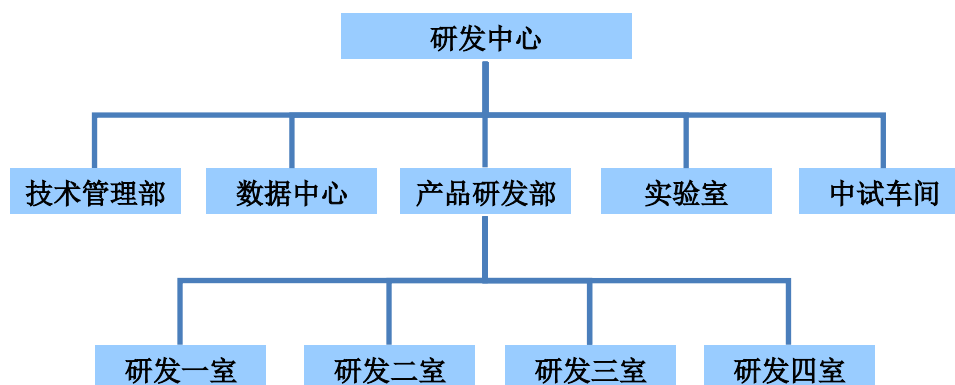 研发中心
技术管理部
数据中心
产品研发部
实验室
中试车间
研发一室
研发二室
研发三室
研发四室